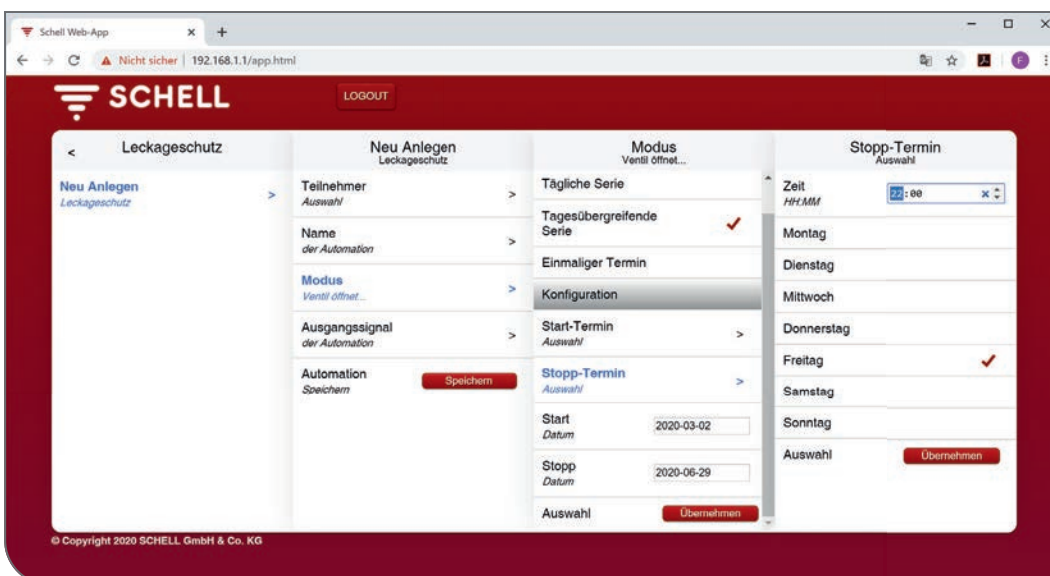 Schell Web-App
Nicht sicher | 192.168.1.1/app.html
F
SCHELL
LOGOUT
< Leckageschutz
Neu Anlegen
Leckageschutz
>
Neu Anlegen
Leckageschutz
Teilnehmer
Auswahl
>
Name
der Automation
>
Modus
Ventil öffnet...
>
Ausgangssignal
der Automation
>
Automation
Speichern
Speichern
Modus
Ventil öffnet...
Tägliche Serie
Tagesübergreifende
Serie
Einmaliger Termin
Konfiguration
Start-Termin
Auswahl
>
Stopp-Termin
Auswahl
>
Start
Datum
2020-03-02
Stopp
Datum
2020-06-29
Auswahl
Übernehmen
Stopp-Termin
Auswahl
Zeit
HH:MM
22:00
Montag
Dienstag
Mittwoch
Donnerstag
Freitag
Samstag
Sonntag
Auswahl
Übernehmen
© Copyright 2020 SCHELL GmbH & Co. KG